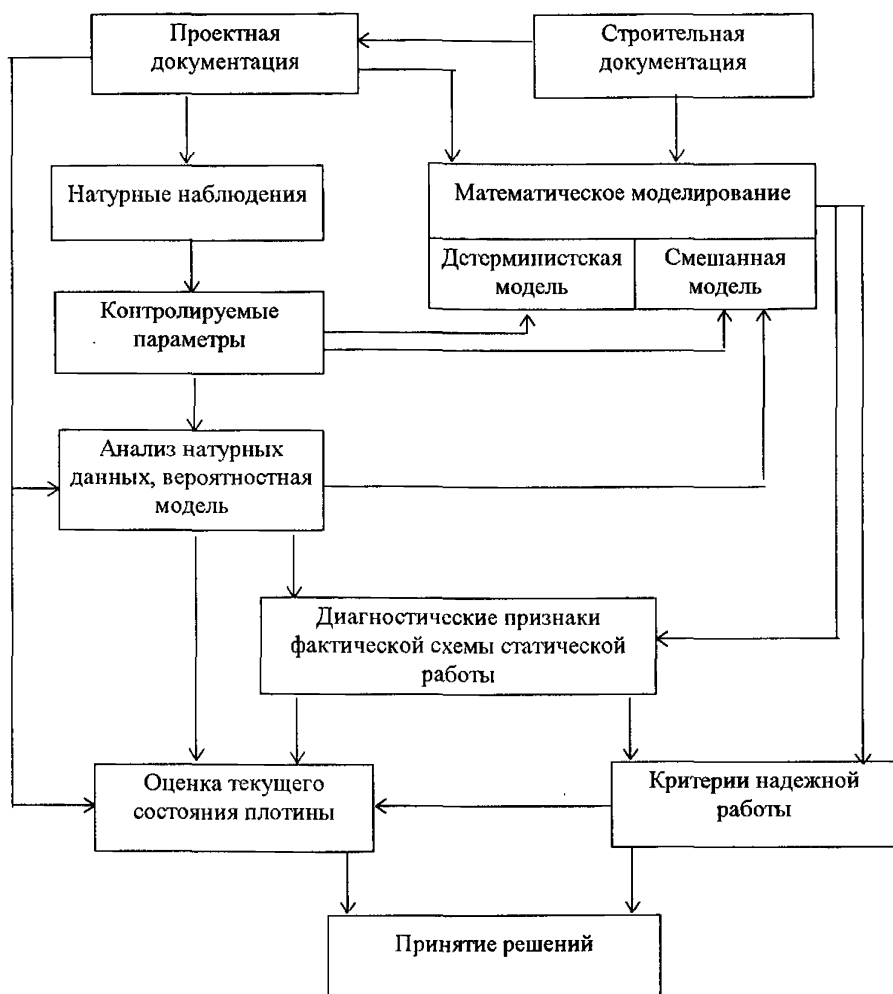 Проектная
документация
Строительная
документация
Натурные наблюдения
Математическое моделирование
Детерминистская
модель
Смешанная
модель
Контролируемые
параметры
Анализ натурных
данных, вероятностная
модель
Диагностические признаки
фактической схемы статической
работы
Оценка текущего
состояния плотины
Критерии надежной
работы
Принятие решений